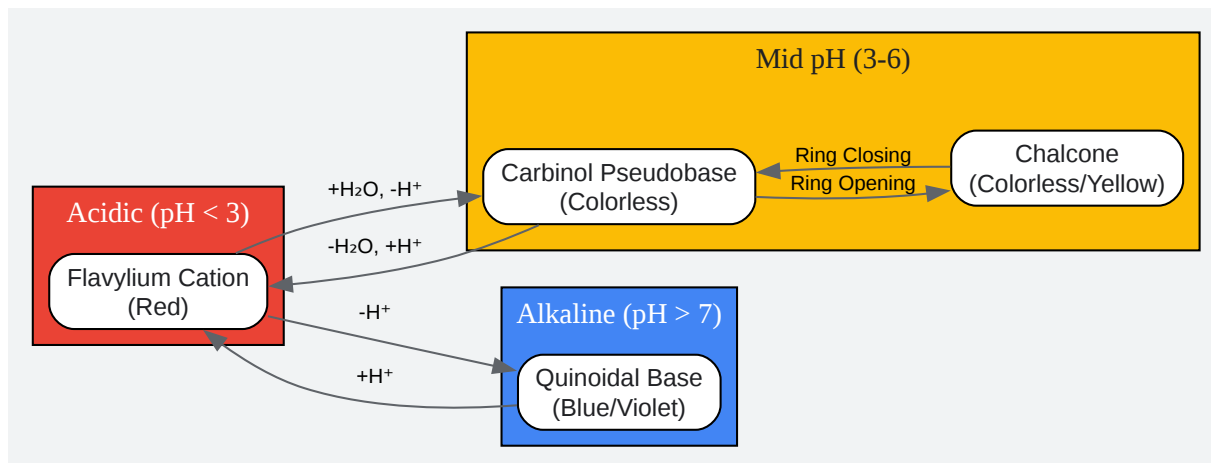 Mid pH (3-6)
Carbinol Pseudobase
(Colorless)
Ring Closing
Ring Opening
Chalcone
(Colorless/Yellow)
Acidic (pH < 3)
Flavylium Cation
(Red)
+H₂O, -H⁺
-H₂O, +H⁺
-H⁺
+H⁺
Alkaline (pH > 7)
Quinoidal Base
(Blue/Violet)